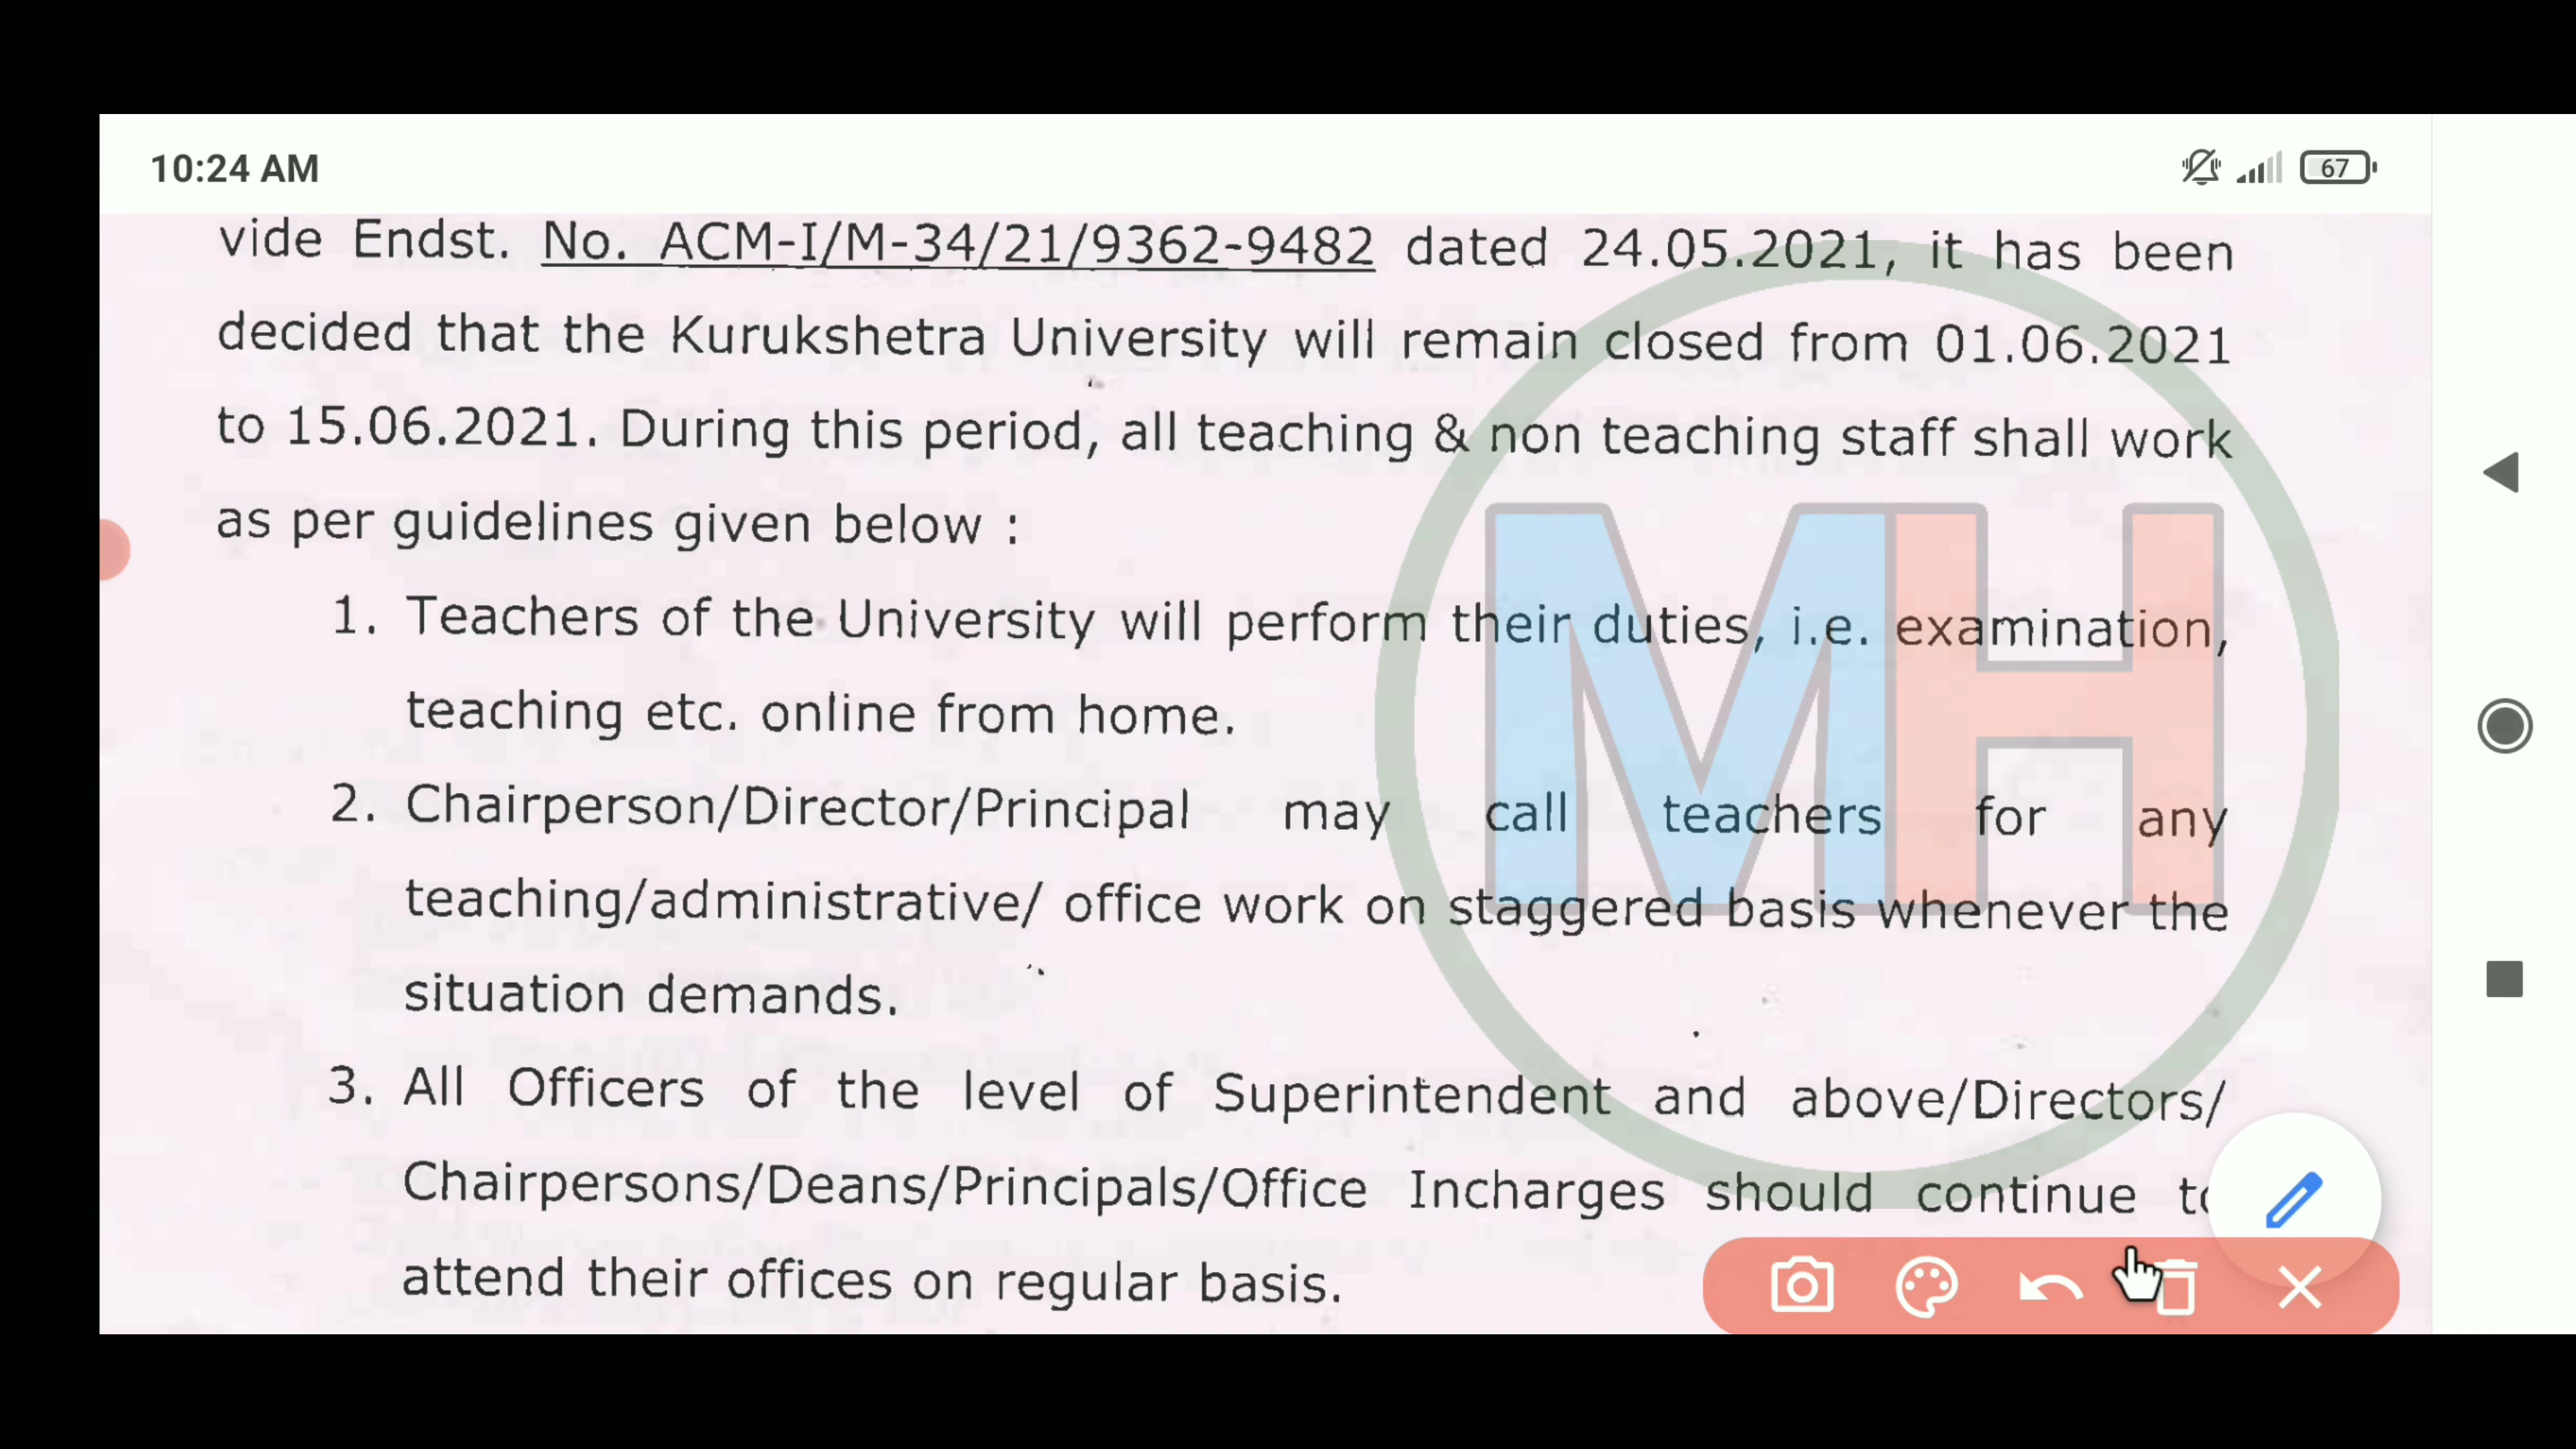 10:24 AM
67
vide Endst. No. ACM-I/M-34/21/9362-9482 dated 24.05.2021, it has been
decided that the Kurukshetra University will remain closed from 01.06.2021
to 15.06.2021. During this period, all teaching & non teaching staff shall work
as per guidelines given below :
1. Teachers of the University will perform their duties, i.e. examination,
teaching etc. online from home.
2. Chairperson/Director/Principal may call teachers for any
teaching/administrative/ office work on staggered basis whenever the
situation demands.
3. All Officers of the level of Superintendent and above/Directors/
Chairpersons/Deans/Principals/Office Incharges should continue to
attend their offices on regular basis.
MH